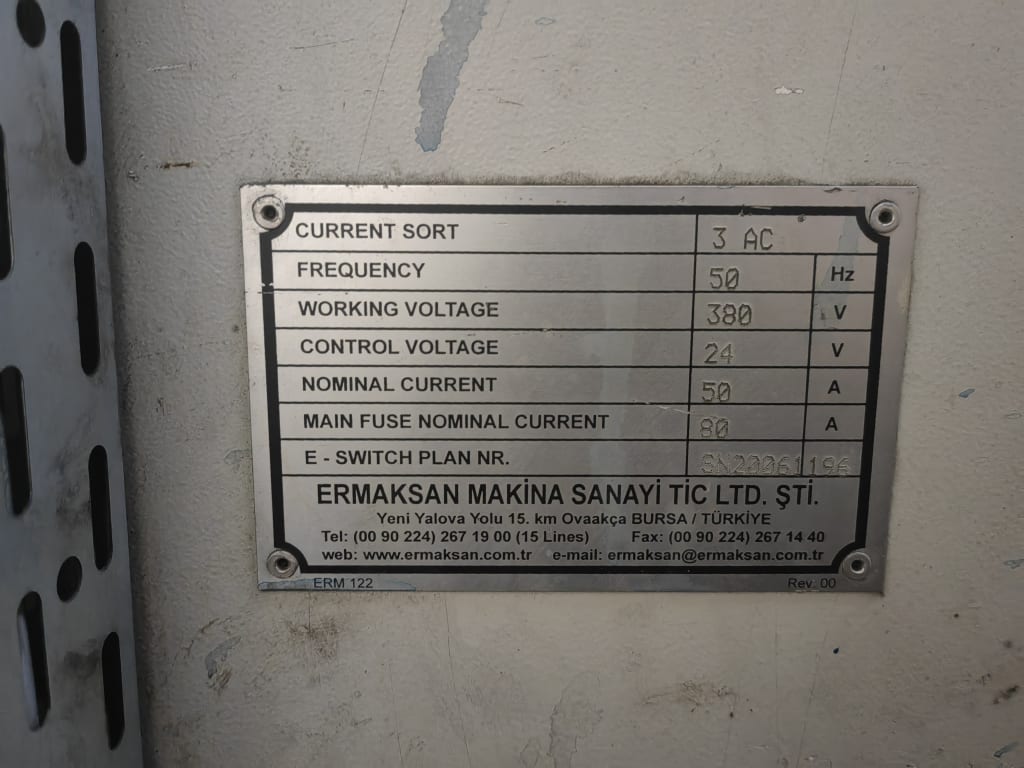 CURRENT SORT 3 AC
FREQUENCY 50 Hz
WORKING VOLTAGE 380 V
CONTROL VOLTAGE 24 V
NOMINAL CURRENT 50 A
MAIN FUSE NOMINAL CURRENT 80 A
E - SWITCH PLAN NR. SN20061196
ERMAKSAN MAKİNA SANAYİ TİC LTD. ŞTİ.
Yeni Yalova Yolu 15. km Ovaakça BURSA / TÜRKİYE
Tel: (00 90 224) 267 19 00 (15 Lines) Fax: (00 90 224) 267 14 40
web: www.ermaksan.com.tr e-mail: ermaksan@ermaksan.com.tr
ERM 122 Rev: 00